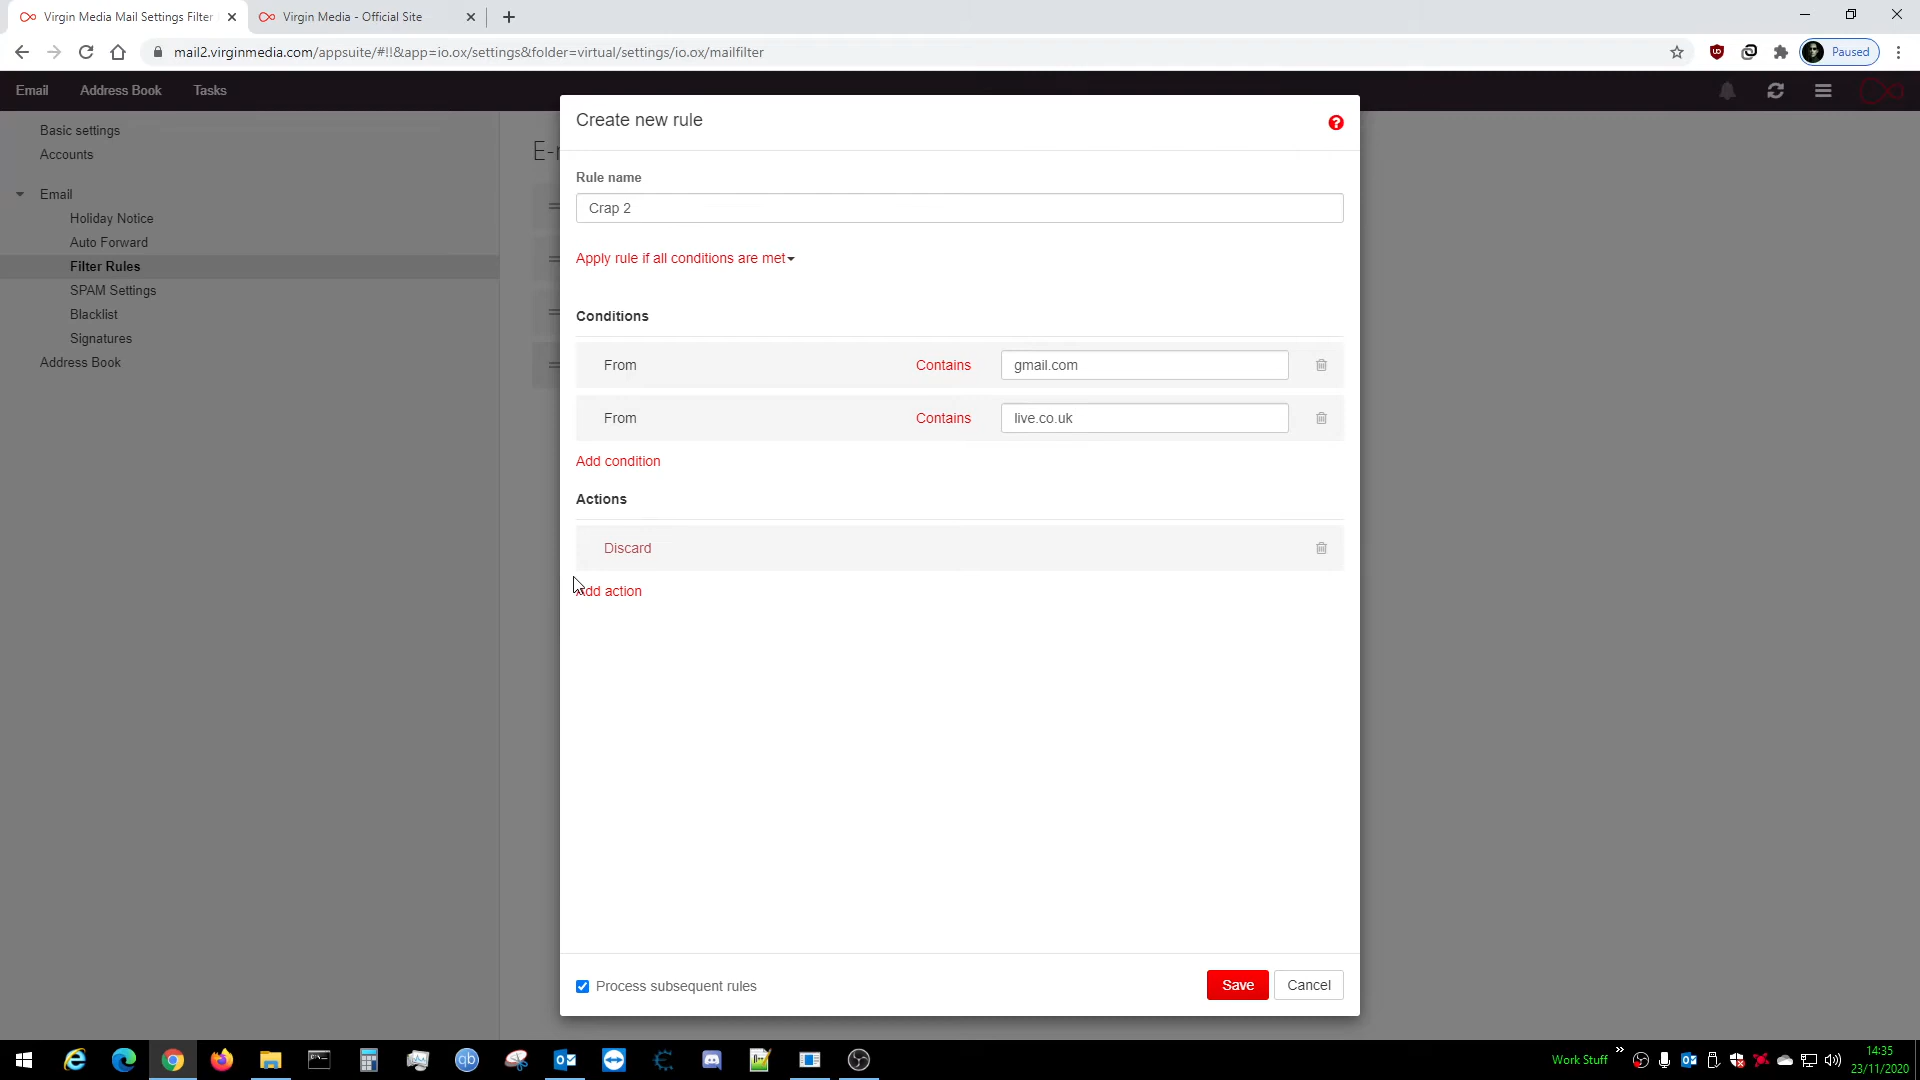 Virgin Media Mail Settings Filter
Virgin Media - Official Site
mail2.virginmedia.com/appsuite/#!!&app=io.ox/settings&folder=virtual/settings/io.ox/mailfilter
Paused
Email
Address Book
Tasks
Basic settings
Accounts
Email
Holiday Notice
Auto Forward
Filter Rules
SPAM Settings
Blacklist
Signatures
Address Book
Create new rule
Rule name
Crap 2
Apply rule if all conditions are met
Conditions
From Contains gmail.com
From Contains live.co.uk
Add condition
Actions
Discard
Add action
Process subsequent rules
Save
Cancel
Work Stuff
14:35
23/11/2020